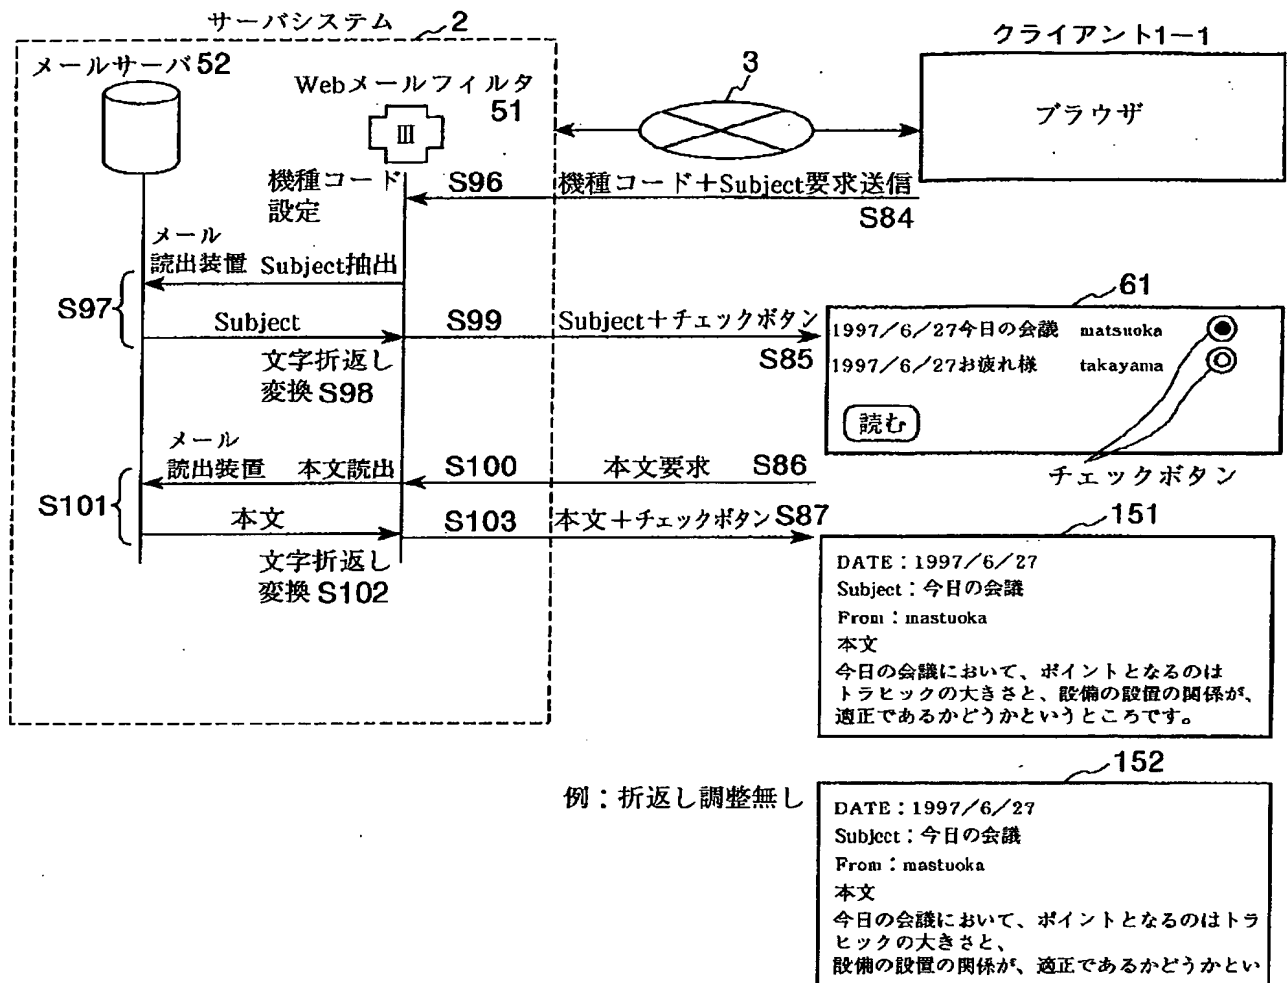 サーバシステム 2
クライアント1−1
メールサーバ52
Webメールフィルタ
51
III
3
ブラウザ
機種コード
設定
S96
機種コード+Subject要求送信
S84
メール
読出装置
Subject抽出
S97
Subject
S99
Subject+チェックボタン
S85
文字折返し
変換 S98
61
1997/6/27今日の会議 matsuoka
1997/6/27お疲れ様 takayama
読む
チェックボタン
メール
読出装置
本文読出
S100
本文要求
S86
S101
本文
S103
本文+チェックボタン S87
文字折返し
変換 S102
151
DATE:1997/6/27
Subject:今日の会議
From:mastuoka
本文
今日の会議において、ポイントとなるのは
トラヒックの大きさと、設備の設置の関係が、
適正であるかどうかというところです。
例:折返し調整無し
152
DATE:1997/6/27
Subject:今日の会議
From:mastuoka
本文
今日の会議において、ポイントとなるのはトラ
ヒックの大きさと、
設備の設置の関係が、適正であるかどうかとい